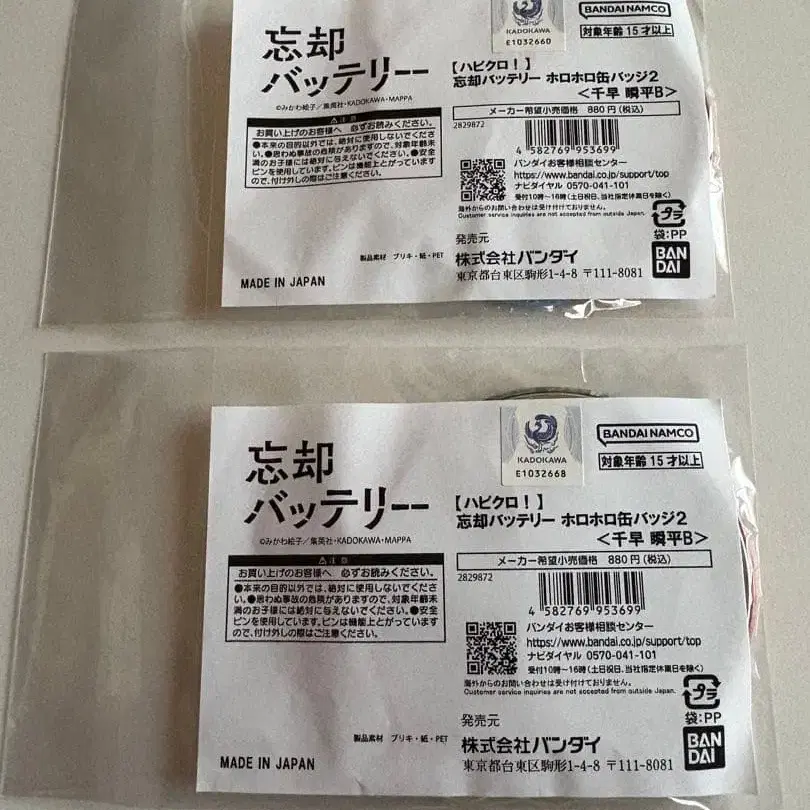 忘却
バッテリー
©みかわ絵子/集英社・KADOKAWA・MAPPA
⚠注意
お買い上げのお客様へ 必ずお読みください。
●本来の目的以外では、絶対に使用しないでくださ
い。●思わぬ事故の危険がありますので、対象年齢未
満のお子様には絶対に与えないでください。●安全
ピンを使用しています。ピンは機能上とがっています
ので、付け外しの際はご注意ください。
製品素材 ブリキ・紙・PET
MADE IN JAPAN
KADOKAWA
E1032660
BANDAI NAMCO
対象年齢 15才以上
【ハピクロ!】
忘却バッテリー ホロホロ缶バッジ2
<千早 瞬平B>
メーカー希望小売価格 880円(税込)
2829872
4 582769 953699
バンダイお客様相談センター
https://www.bandai.co.jp/support/top
ナビダイヤル 0570-041-101
受付10時~16時(土日祝日、当社指定休業日を除く)
海外からのお問い合わせは受け付けておりません。
Customer service inquiries are not accepted from outside Japan.
プラ
袋:PP
発売元
株式会社バンダイ
東京都台東区駒形1-4-8 〒111-8081
BAN
DAI
忘却
バッテリー
©みかわ絵子/集英社・KADOKAWA・MAPPA
⚠注意
お買い上げのお客様へ 必ずお読みください。
●本来の目的以外では、絶対に使用しないでくださ
い。●思わぬ事故の危険がありますので、対象年齢未
満のお子様には絶対に与えないでください。●安全
ピンを使用しています。ピンは機能上とがっています
ので、付け外しの際はご注意ください。
製品素材 ブリキ・紙・PET
MADE IN JAPAN
KADOKAWA
E1032668
BANDAI NAMCO
対象年齢 15才以上
【ハピクロ!】
忘却バッテリー ホロホロ缶バッジ2
<千早 瞬平B>
メーカー希望小売価格 880円(税込)
2829872
4 582769 953699
バンダイお客様相談センター
https://www.bandai.co.jp/support/top
ナビダイヤル 0570-041-101
受付10時~16時(土日祝日、当社指定休業日を除く)
海外からのお問い合わせは受け付けておりません。
Customer service inquiries are not accepted from outside Japan.
プラ
袋:PP
発売元
株式会社バンダイ
東京都台東区駒形1-4-8 〒111-8081
BAN
DAI